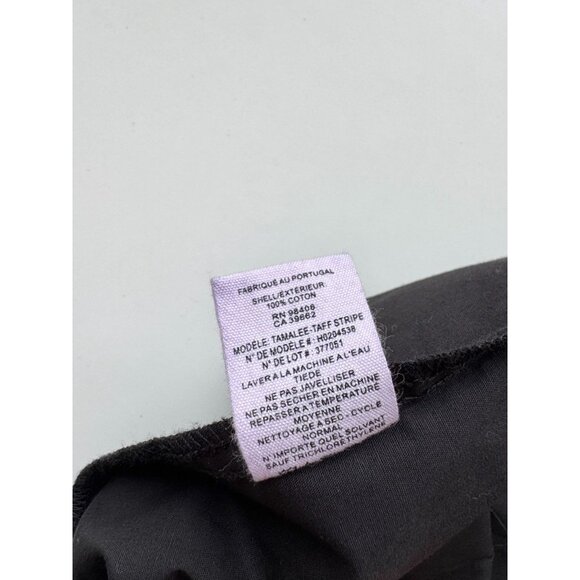 FABRIQUÉ AU PORTUGAL
SHELL/EXTÉRIEUR
100% COTON
RN 98406
CA 39662
MODÈLE: TAMALEE-TAFF STRIPE
N° DE MODÈLE #: H0204538
N° DE LOT #: 377051
LAVER A LA MACHINE A L'EAU
TIEDE
NE PAS JAVELLISER
NE PAS SECHER EN MACHINE
REPASSER A TEMPERATURE
MOYENNE
NETTOYAGE A SEC - CYCLE
NORMAL
N IMPORTE QUEL SOLVANT
SAUF TRICHLORETHYLENE